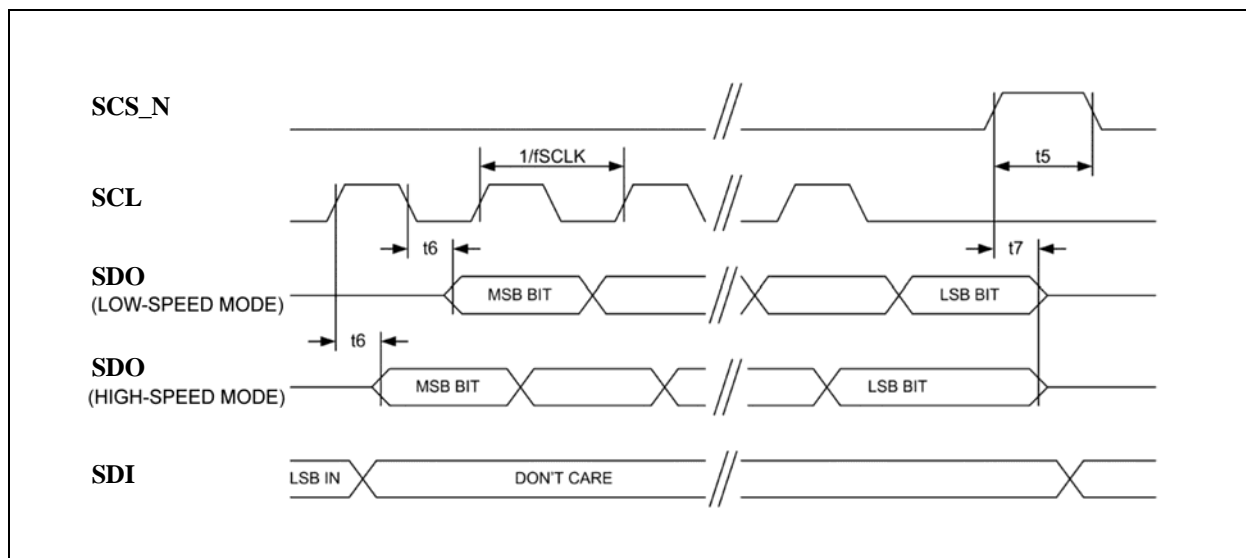 SCS_N
1/fSCLK
t5
SCL
t6
t7
SDO
(LOW-SPEED MODE)
MSB BIT
LSB BIT
t6
SDO
(HIGH-SPEED MODE)
MSB BIT
LSB BIT
SDI
LSB IN
DON'T CARE